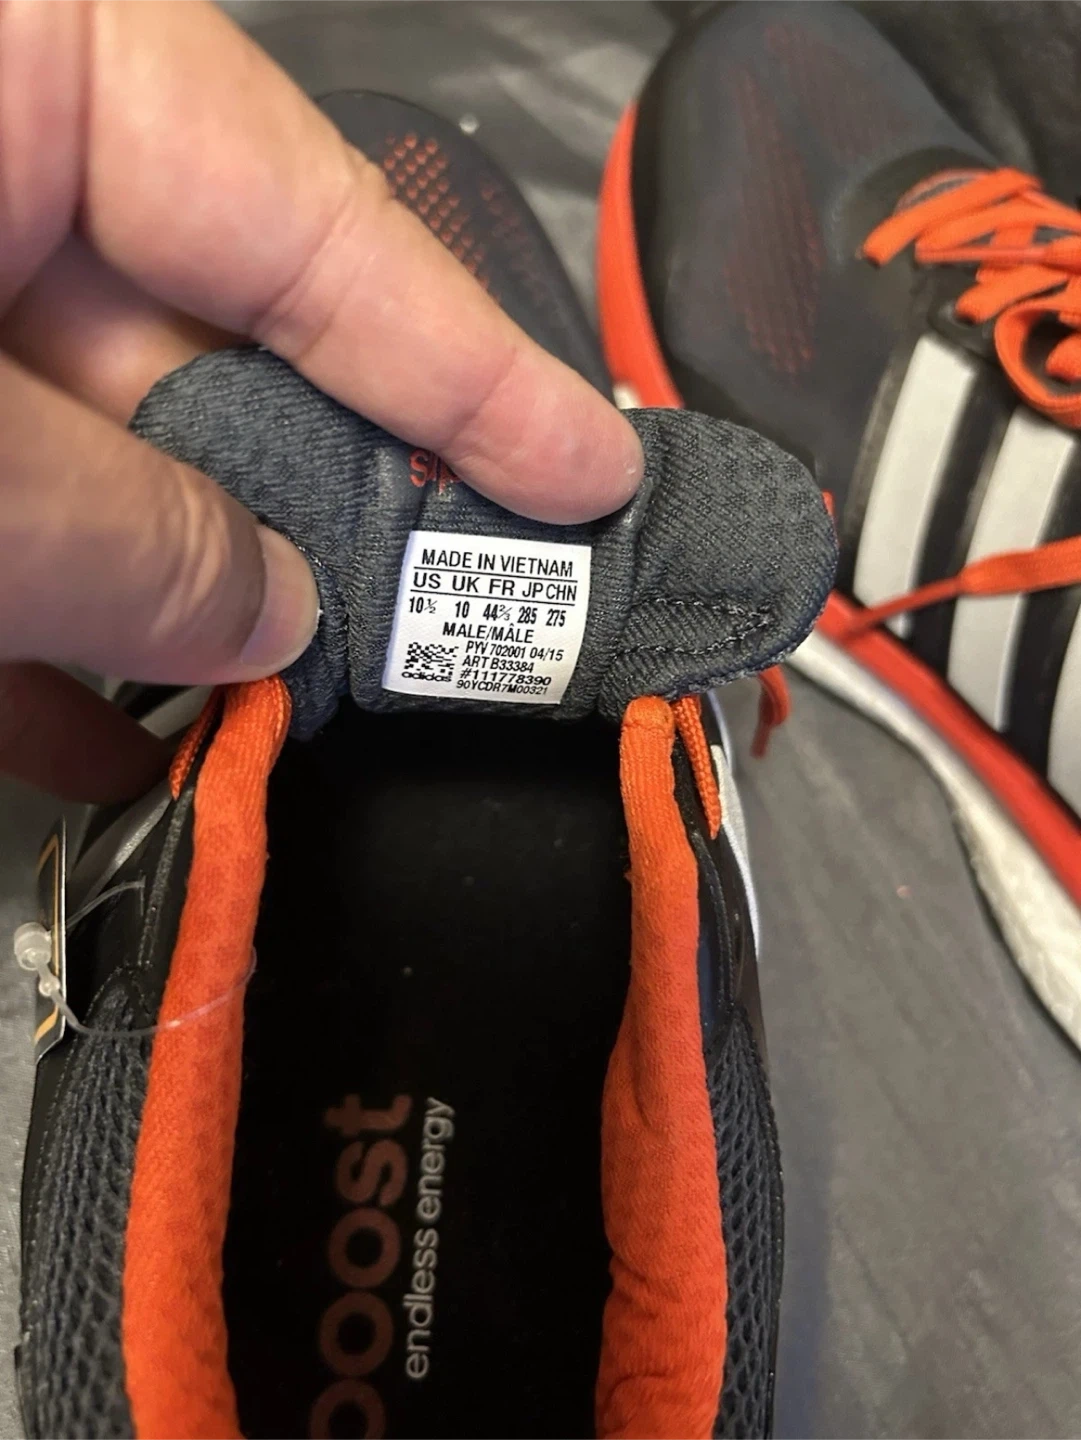 MADE IN VIETNAM
US UK FR JP CHN
10½ 10 44⅔ 285 275
MALE/MÂLE
PYV 702001 04/15
ART B33384
#111778390
adidas 90YCDR7M00321
boost
endless energy